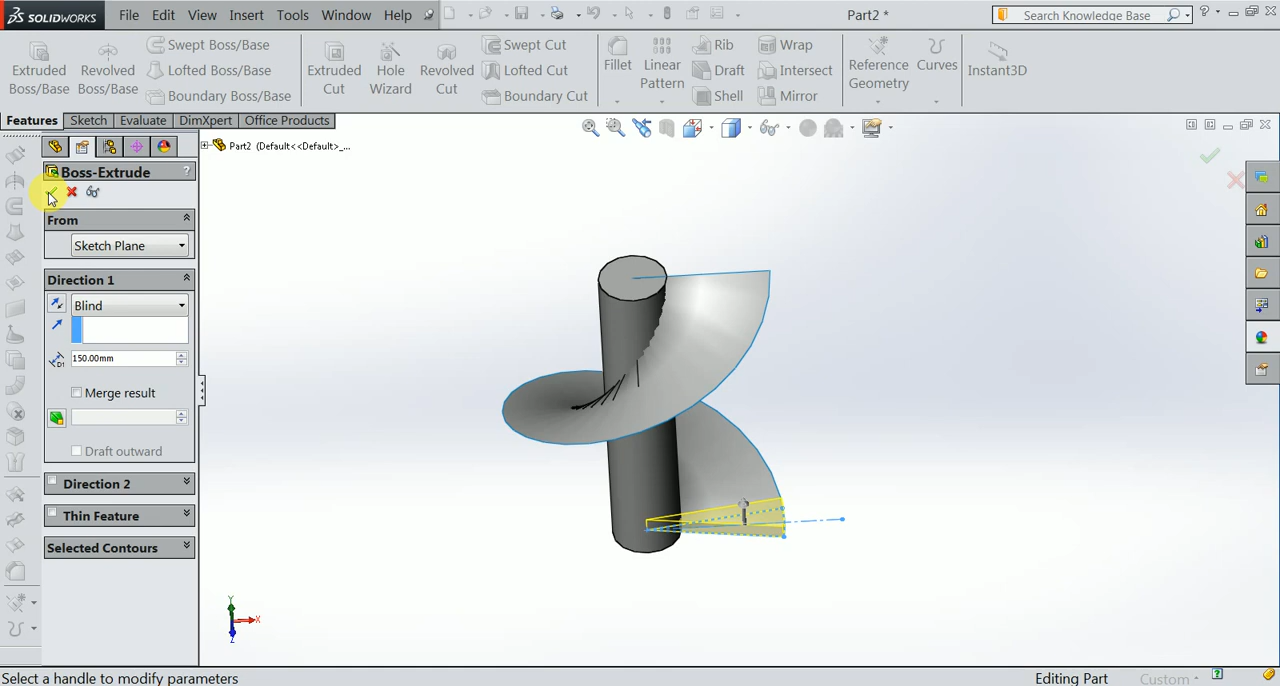 SOLIDWORKS File Edit View Insert Tools Window Help Part2 * Search Knowledge Base ?
Extruded Boss/Base
Revolved Boss/Base
Swept Boss/Base
Lofted Boss/Base
Boundary Boss/Base
Extruded Cut
Hole Wizard
Revolved Cut
Swept Cut
Lofted Cut
Boundary Cut
Fillet
Linear Pattern
Rib
Draft
Shell
Wrap
Intersect
Mirror
Reference Geometry
Curves
Instant3D
Features Sketch Evaluate DimXpert Office Products
Part2 (Default<<Default>_...
Boss-Extrude ?
From
Sketch Plane
Direction 1
Blind
D1 150.00mm
Merge result
Draft outward
Direction 2
Thin Feature
Selected Contours
Y
X
Z
Select a handle to modify parameters Editing Part Custom ?